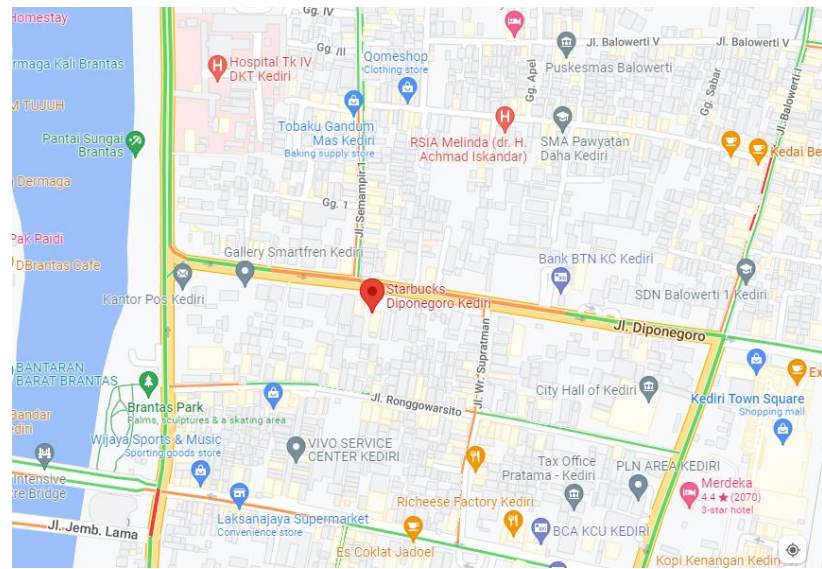 Homestay
Gg. IV
Gg. /II
Jl. Balowerti V
Jl. Balowerti V
Qomeshop
Clothing store
Hospital Tk IV
DKT Kediri
Puskesmas Balowerti
rmaga Kali Brantas
Gg. Apel
Gg. Sabar
Jl. Balowerti I
M TUJUH
Tobaku Gandum
Mas Kediri
Baking supply store
RSIA Melinda (dr. H.
Achmad Iskandar)
SMA Pawyatan
Daha Kediri
Pantai Sungai
Brantas
Kedai Be
Dermaga
Gg. 1
Jl. Semampir 1
Pak Paidi
Gallery Smartfren Kediri
Bank BTN KC Kediri
DBrantas Cafe
Kantor Pos Kediri
Starbucks
Diponegoro Kediri
SDN Balowerti 1 Kediri
Jl. Diponegoro
Jl. Wr. Supratman
BANTARAN
BARAT BRANTAS
Ex
City Hall of Kediri
Kediri Town Square
Shopping mall
Jl. Ronggowarsito
Brantas Park
Palms, sculptures & a skating area
Bandar
diri
Wijaya Sports & Music
Sporting goods store
VIVO SERVICE
CENTER KEDIRI
Tax Office
Pratama - Kediri
PLN AREA KEDIRI
Intensive
re Bridge
Merdeka
4.4 ★ (2070)
3-star hotel
Richeese Factory Kediri
Laksanajaya Supermarket
Convenience store
Jl. Jemb. Lama
BCA KCU KEDIRI
Es Coklat Jadoel
Kopi Kenangan Kediri